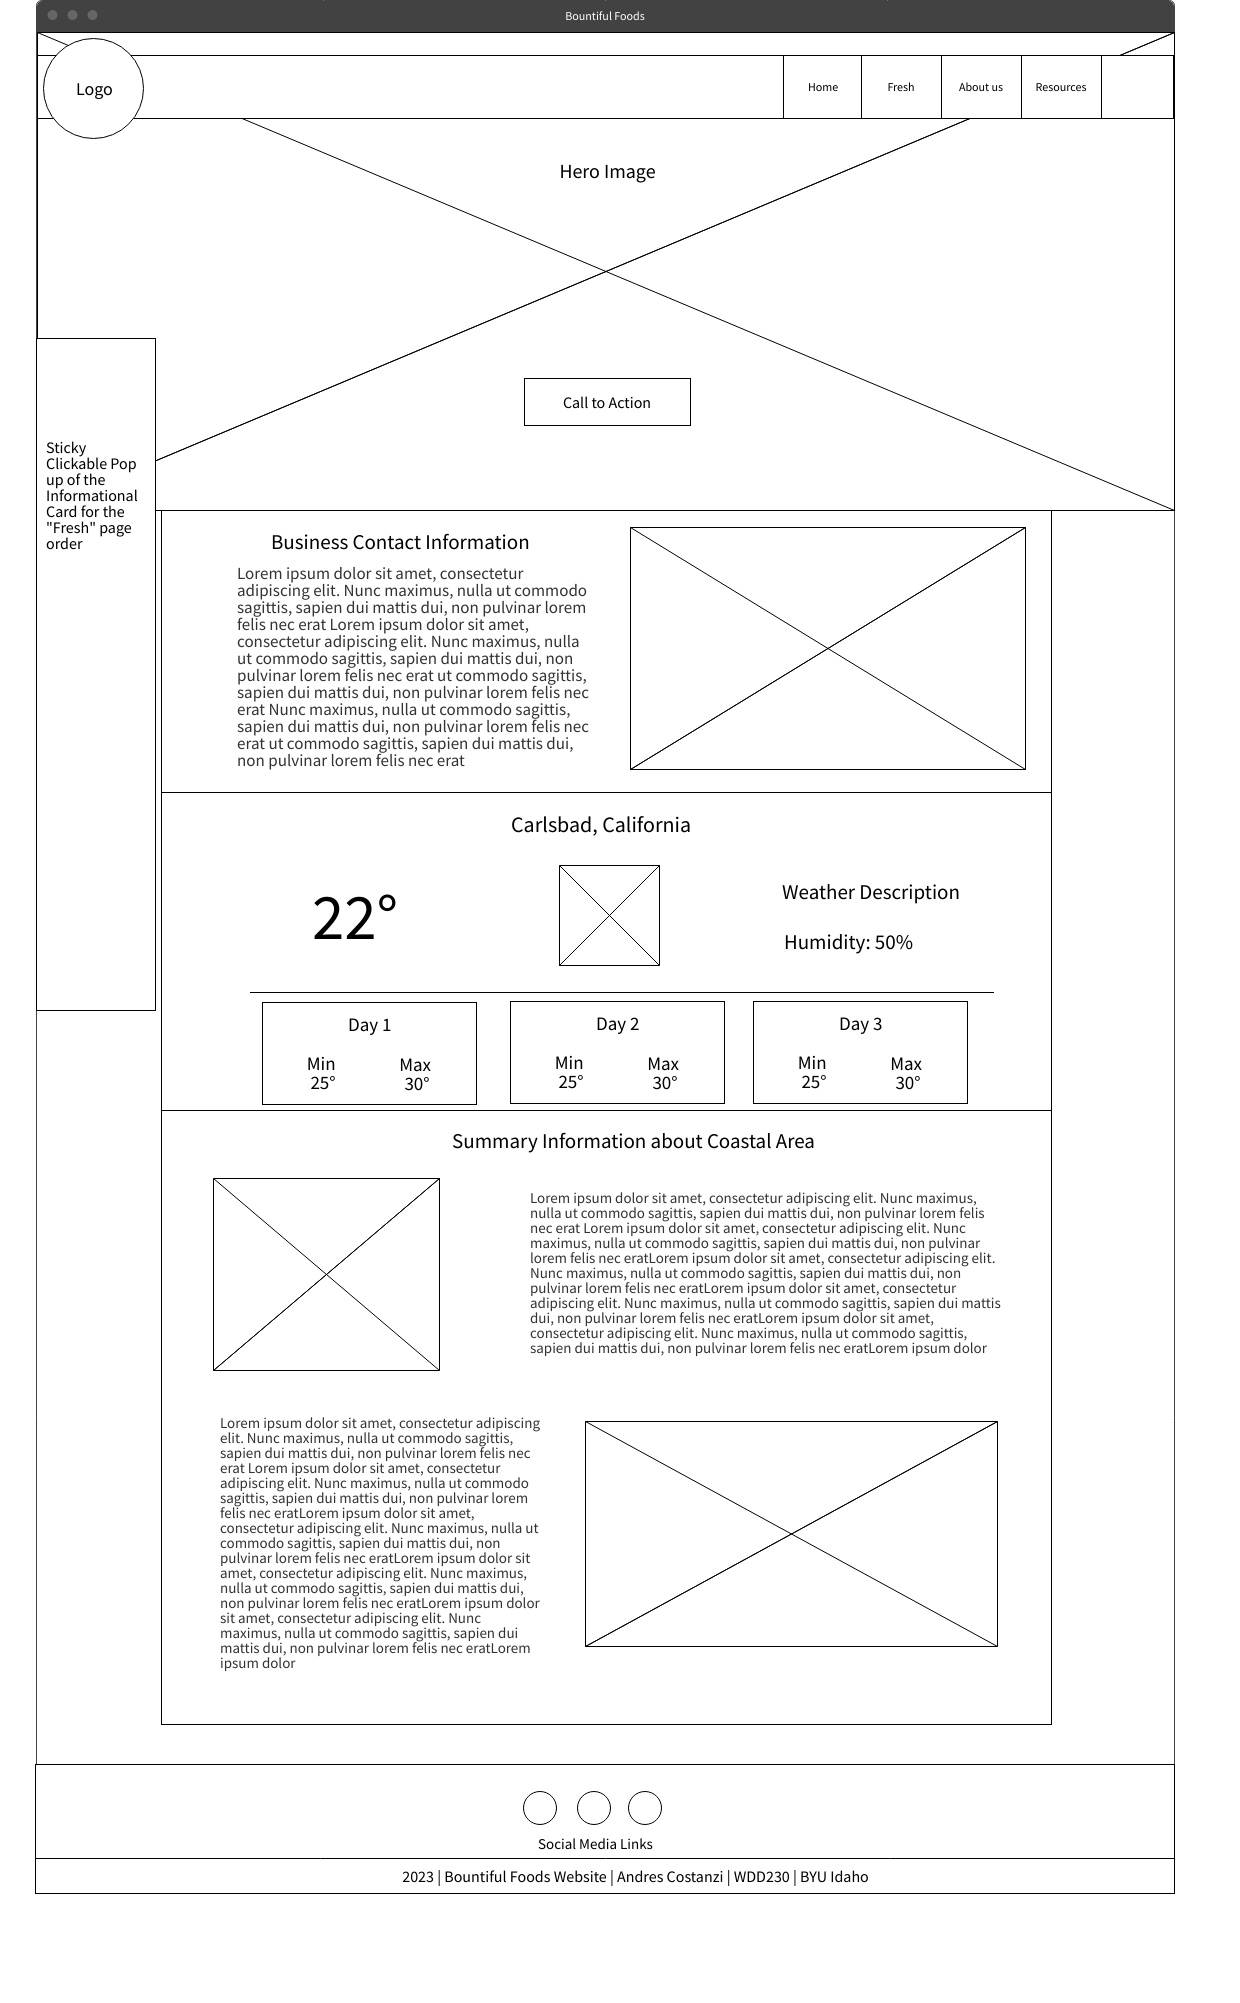 Bountiful Foods
Logo
Home
Fresh
About us
Resources
Hero Image
Call to Action
Sticky
Clickable Pop
up of the
Informational
Card for the
"Fresh" page
order
Business Contact Information
Lorem ipsum dolor sit amet, consectetur
adipiscing elit. Nunc maximus, nulla ut commodo
sagittis, sapien dui mattis dui, non pulvinar lorem
felis nec erat Lorem ipsum dolor sit amet,
consectetur adipiscing elit. Nunc maximus, nulla
ut commodo sagittis, sapien dui mattis dui, non
pulvinar lorem felis nec erat ut commodo sagittis,
sapien dui mattis dui, non pulvinar lorem felis nec
erat Nunc maximus, nulla ut commodo sagittis,
sapien dui mattis dui, non pulvinar lorem felis nec
erat ut commodo sagittis, sapien dui mattis dui,
non pulvinar lorem felis nec erat
Carlsbad, California
22°
Weather Description
Humidity: 50%
Day 1
Min
25°
Max
30°
Day 2
Min
25°
Max
30°
Day 3
Min
25°
Max
30°
Summary Information about Coastal Area
Lorem ipsum dolor sit amet, consectetur adipiscing elit. Nunc maximus,
nulla ut commodo sagittis, sapien dui mattis dui, non pulvinar lorem felis
nec erat Lorem ipsum dolor sit amet, consectetur adipiscing elit. Nunc
maximus, nulla ut commodo sagittis, sapien dui mattis dui, non pulvinar
lorem felis nec eratLorem ipsum dolor sit amet, consectetur adipiscing elit.
Nunc maximus, nulla ut commodo sagittis, sapien dui mattis dui, non
pulvinar lorem felis nec eratLorem ipsum dolor sit amet, consectetur
adipiscing elit. Nunc maximus, nulla ut commodo sagittis, sapien dui mattis
dui, non pulvinar lorem felis nec eratLorem ipsum dolor sit amet,
consectetur adipiscing elit. Nunc maximus, nulla ut commodo sagittis,
sapien dui mattis dui, non pulvinar lorem felis nec eratLorem ipsum dolor
Lorem ipsum dolor sit amet, consectetur adipiscing
elit. Nunc maximus, nulla ut commodo sagittis,
sapien dui mattis dui, non pulvinar lorem felis nec
erat Lorem ipsum dolor sit amet, consectetur
adipiscing elit. Nunc maximus, nulla ut commodo
sagittis, sapien dui mattis dui, non pulvinar lorem
felis nec eratLorem ipsum dolor sit amet,
consectetur adipiscing elit. Nunc maximus, nulla ut
commodo sagittis, sapien dui mattis dui, non
pulvinar lorem felis nec eratLorem ipsum dolor sit
amet, consectetur adipiscing elit. Nunc maximus,
nulla ut commodo sagittis, sapien dui mattis dui,
non pulvinar lorem felis nec eratLorem ipsum dolor
sit amet, consectetur adipiscing elit. Nunc
maximus, nulla ut commodo sagittis, sapien dui
mattis dui, non pulvinar lorem felis nec eratLorem
ipsum dolor
Social Media Links
2023 | Bountiful Foods Website | Andres Costanzi | WDD230 | BYU Idaho